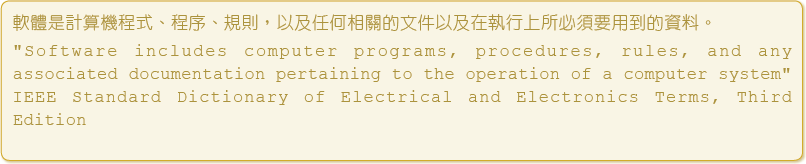 軟體是計算機程式、程序、規則，以及任何相關的文件以及在執行上所必須要用到的資料。
"Software includes computer programs, procedures, rules, and any
associated documentation pertaining to the operation of a computer system"
IEEE Standard Dictionary of Electrical and Electronics Terms, Third
Edition